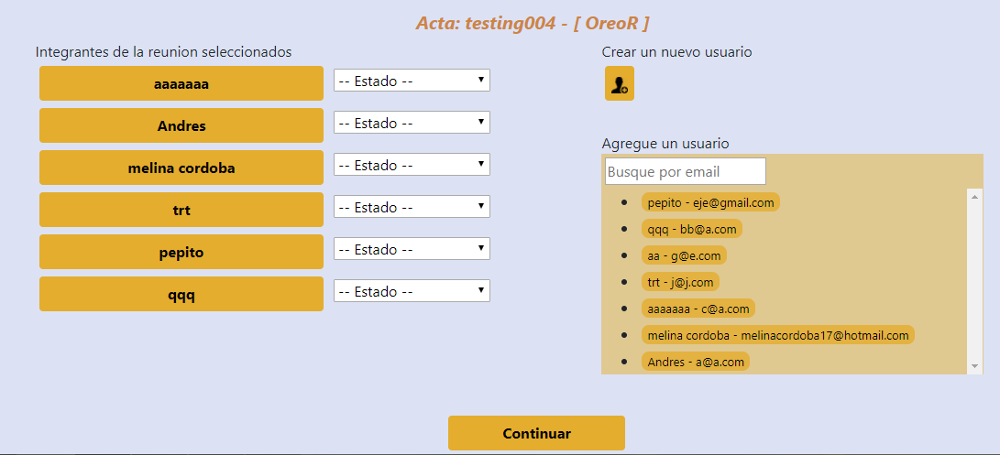 Acta: testing004 - [ OreoR ]
Integrantes de la reunion seleccionados
aaaaaaa
-- Estado --
Andres
-- Estado --
melina cordoba
-- Estado --
trt
-- Estado --
pepito
-- Estado --
qqq
-- Estado --
Crear un nuevo usuario
Agregue un usuario
Busque por email
pepito - eje@gmail.com
qqq - bb@a.com
aa - g@e.com
trt - j@j.com
aaaaaaa - c@a.com
melina cordoba - melinacordoba17@hotmail.com
Andres - a@a.com
Continuar